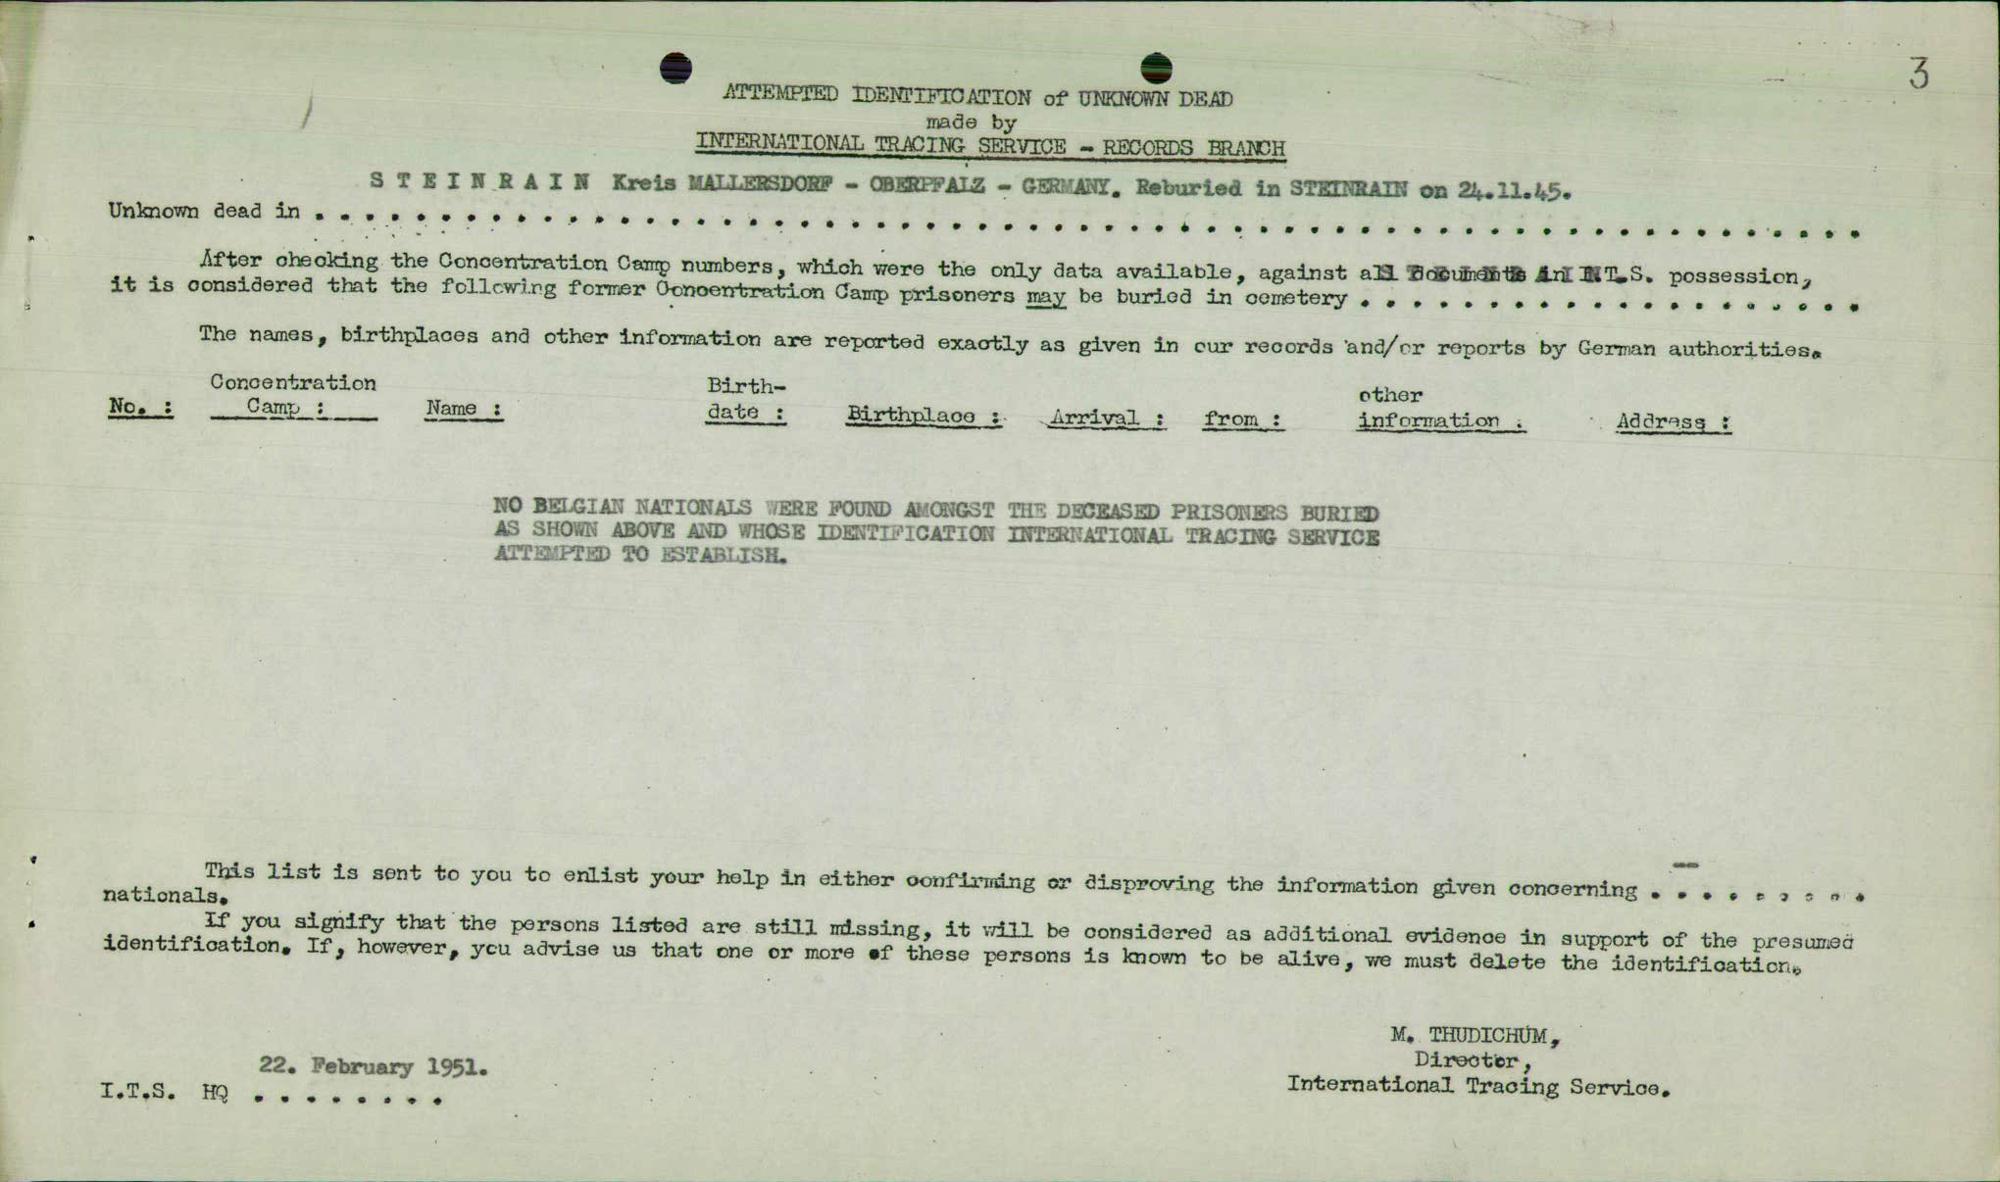 3
ATTEMPTED IDENTIFICATION of UNKNOWN DEAD
made by
INTERNATIONAL TRACING SERVICE - RECORDS BRANCH
S T E I N R A I N Kreis MALLERSDORF - OBERPFALZ - GERMANY. Reburied in STEINRAIN on 24.11.45.
Unknown dead in . . . . . . . . . . . . . . . . . . . . . . . . . . . . . . . . . . . . . . . . . . . . . . . . . . . . . . . . . . . . .
After checking the Concentration Camp numbers, which were the only data available, against all Documents in I.T.S. possession,
it is considered that the following former Concentration Camp prisoners may be buried in cemetery . . . . . . . . . . . . . . . . . . . .
The names, birthplaces and other information are reported exactly as given in our records and/or reports by German authorities.
Concentration Birth- other
No. : Camp : Name : date : Birthplace : Arrival : from : information : Address :
NO BELGIAN NATIONALS WERE FOUND AMONGST THE DECEASED PRISONERS BURIED
AS SHOWN ABOVE AND WHOSE IDENTIFICATION INTERNATIONAL TRACING SERVICE
ATTEMPTED TO ESTABLISH.
This list is sent to you to enlist your help in either confirming or disproving the information given concerning . . . . . . . . .
nationals.
If you signify that the persons listed are still missing, it will be considered as additional evidence in support of the presumed
identification. If, however, you advise us that one or more of these persons is known to be alive, we must delete the identification.
M. THUDICHUM,
Director,
International Tracing Service.
22. February 1951.
I.T.S. HQ . . . . . . . .